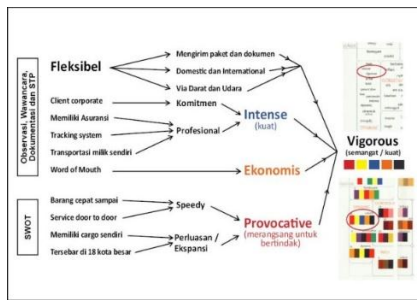 Observasi, Wawancara,
Dokumentasi dan STP
Fleksibel
Mengirim paket dan dokumen
Domestic dan International
Via Darat dan Udara
Client corporate
Komitmen
Memiliki Asuransi
Tracking system
Transportasi milik sendiri
Profesional
Intense
(kuat)
Word of Mouth
Ekonomis
Vigorous
(semangat / kuat)
SWOT
Barang cepat sampai
Service door to door
Speedy
Memiliki cargo sendiri
Tersebar di 18 kota besar
Perluasan /
Ekspansi
Provocative
(merangsang untuk
bertindak)